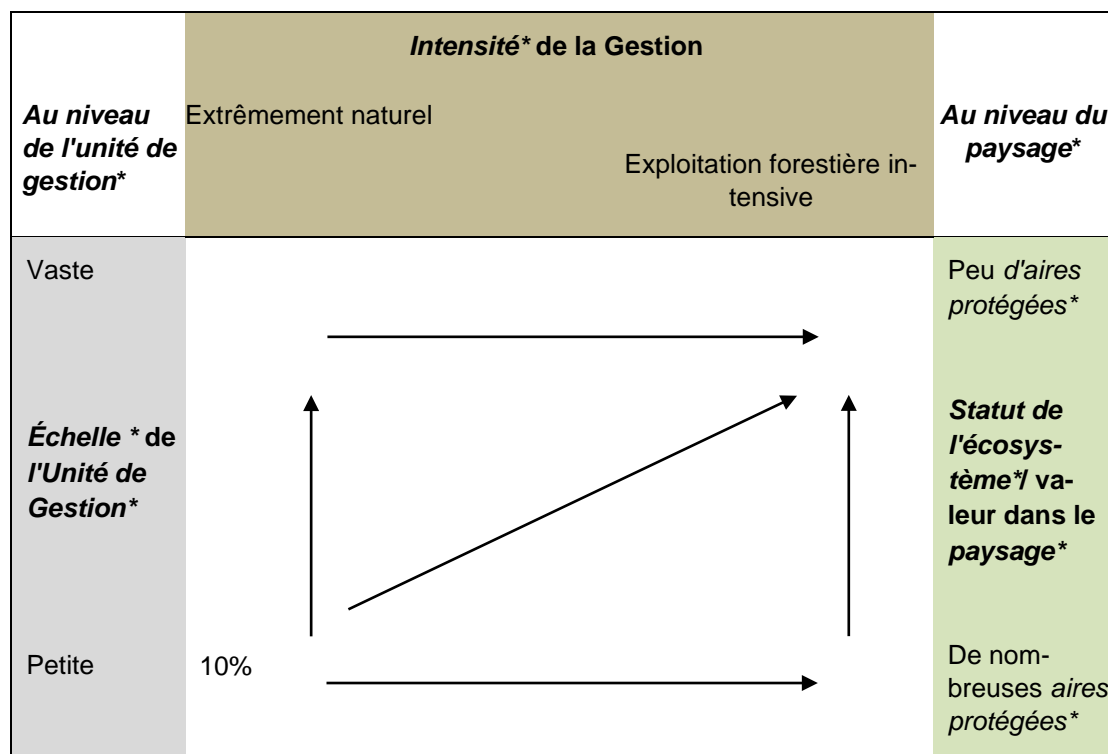 Intensité* de la Gestion
Au niveau
de l'unité de
gestion*
Extrêmement naturel
Exploitation forestière in-
tensive
Au niveau du
paysage*
Vaste
Peu d'aires
protégées*
Échelle * de
l'Unité de
Gestion*
Statut de
l'écosys-
tème*/ va-
leur dans le
paysage*
Petite
10%
De nom-
breuses aires
protégées*